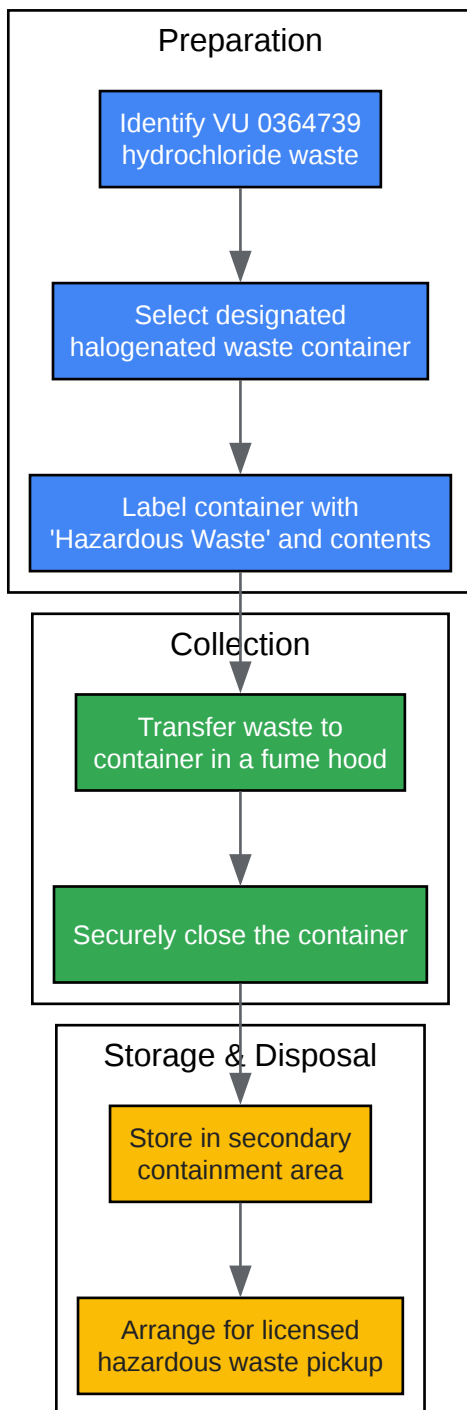 Preparation
Identify VU 0364739
hydrochloride waste
Select designated
halogenated waste container
Label container with
'Hazardous Waste' and contents
Collection
Transfer waste to
container in a fume hood
Securely close the container
Storage & Disposal
Store in secondary
containment area
Arrange for licensed
hazardous waste pickup